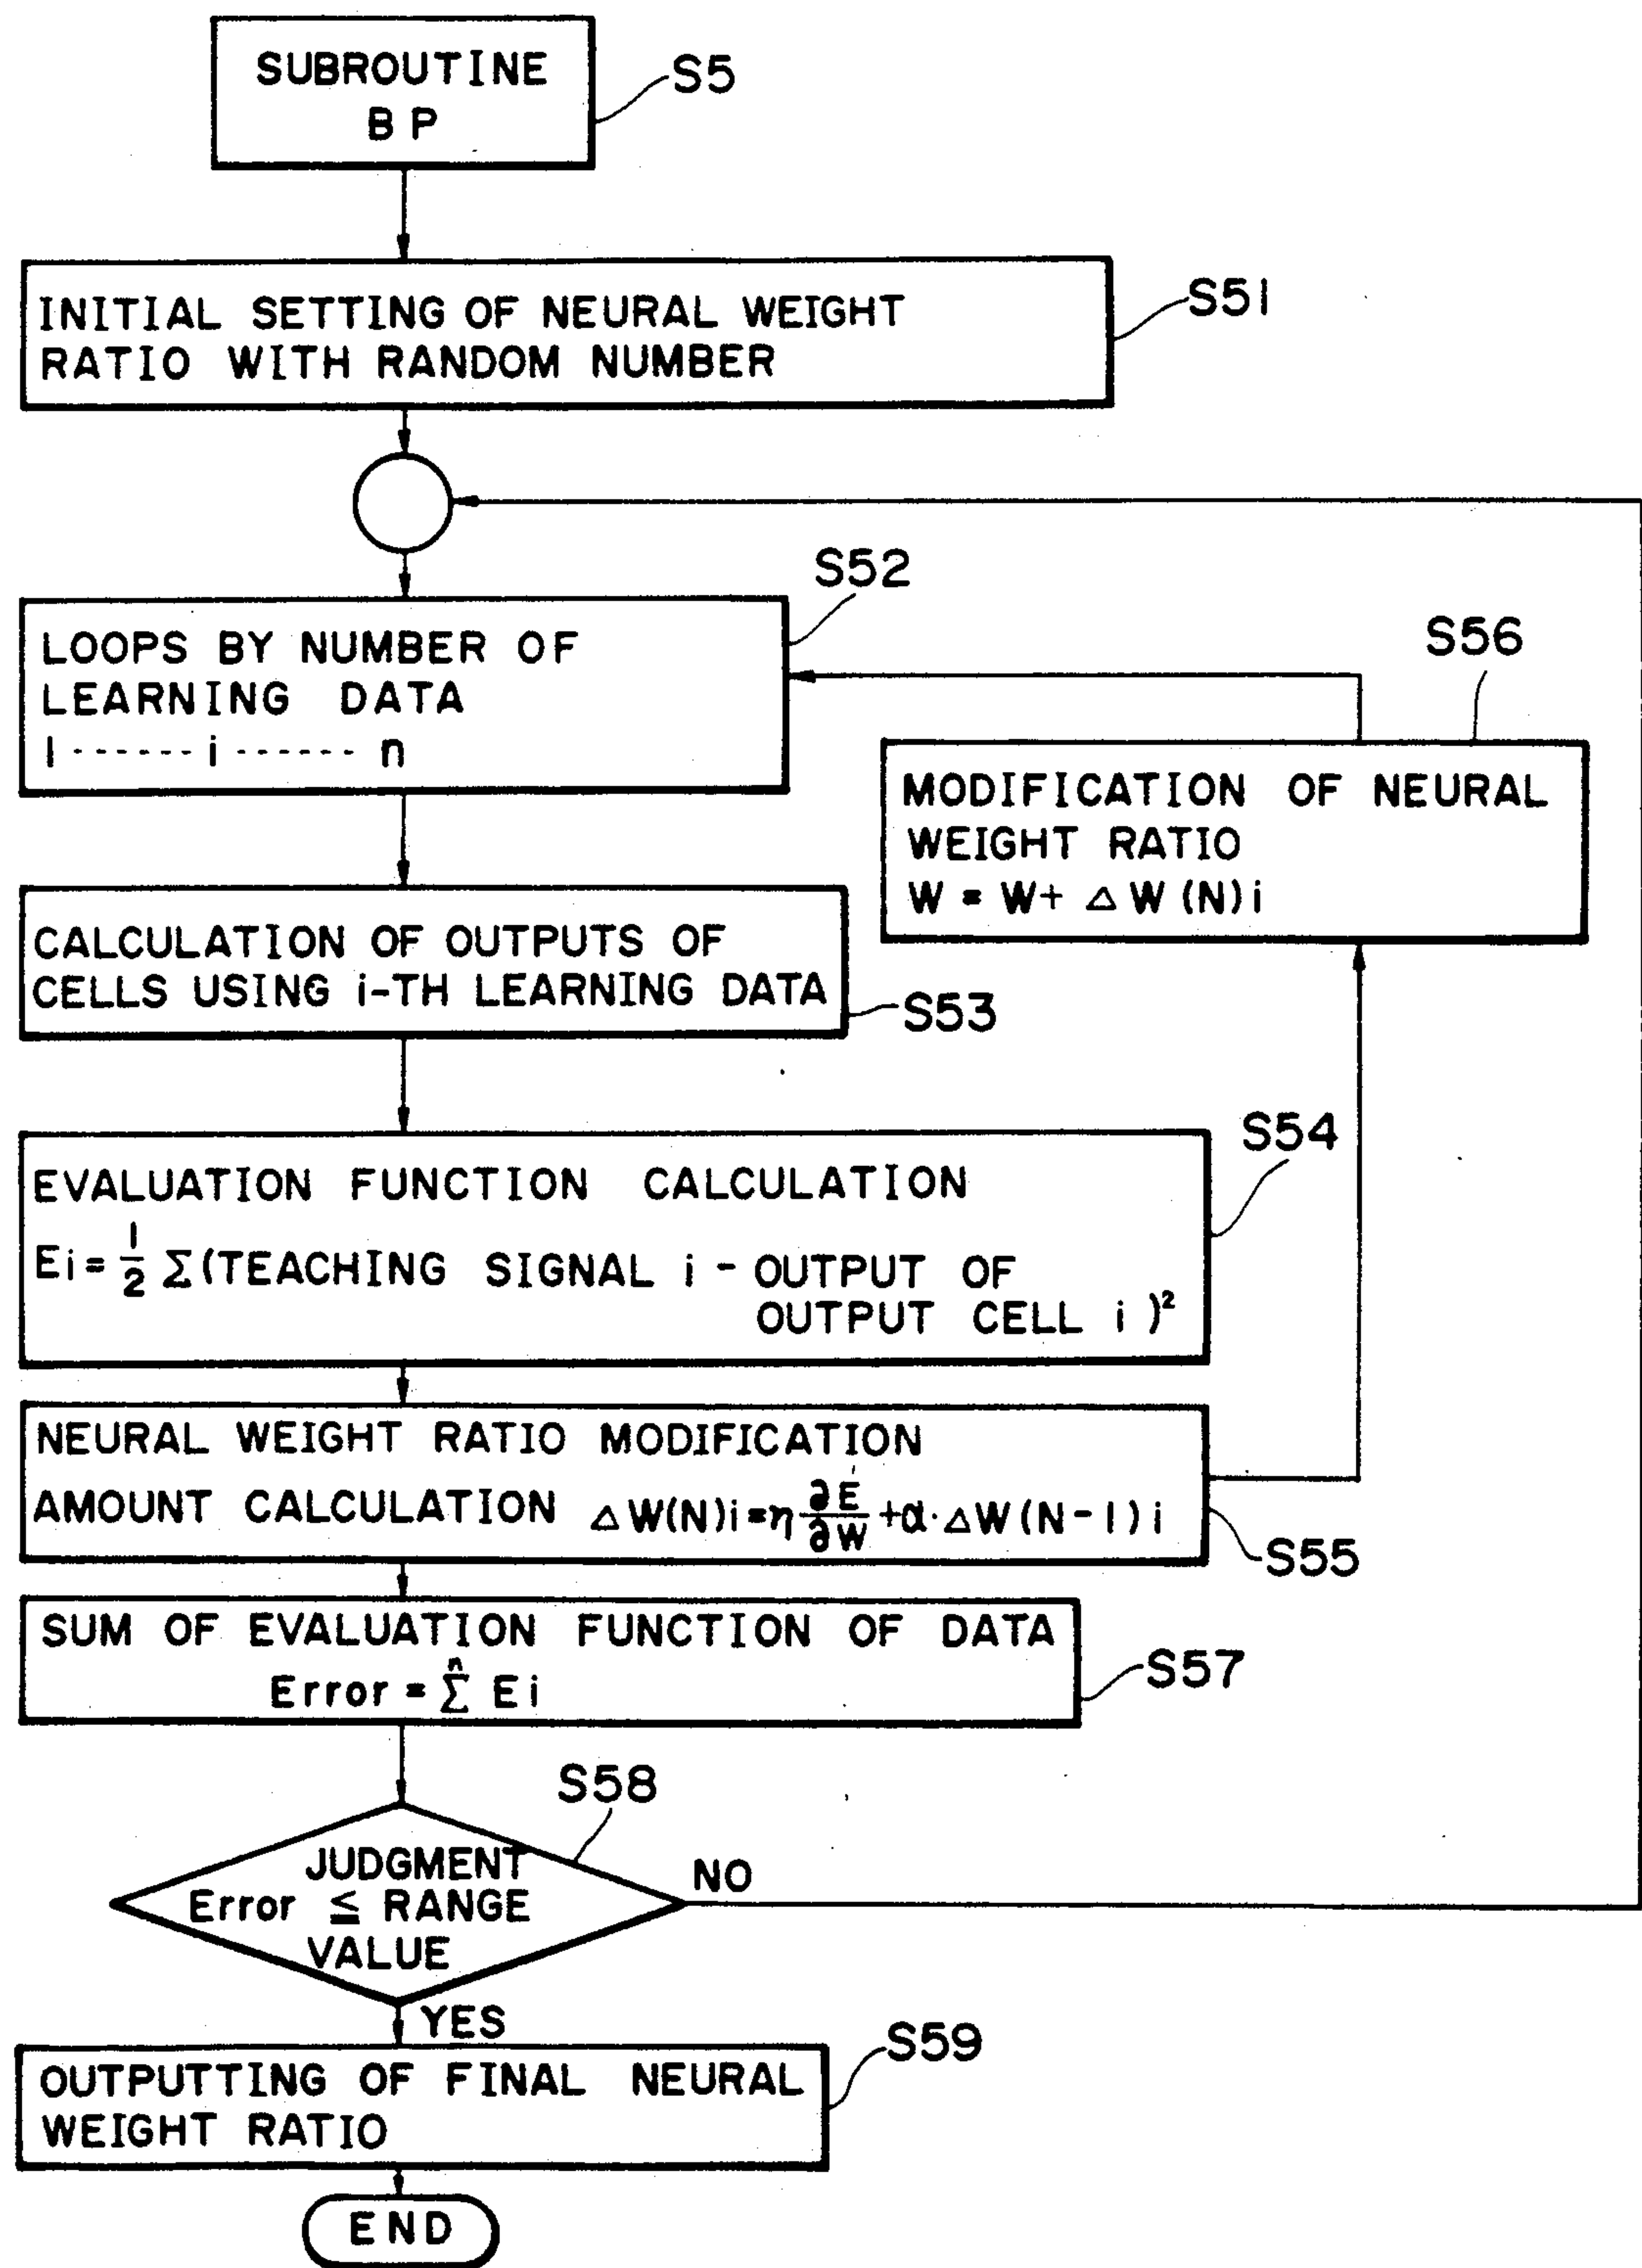 SUBROUTINE
BP
S5
INITIAL SETTING OF NEURAL WEIGHT
RATIO WITH RANDOM NUMBER
S51
S52
LOOPS BY NUMBER OF
LEARNING DATA
1 ------ i ------ n
S56
MODIFICATION OF NEURAL
WEIGHT RATIO
W = W + △W (N) i
CALCULATION OF OUTPUTS OF
CELLS USING i-TH LEARNING DATA
S53
S54
EVALUATION FUNCTION CALCULATION
Ei = 1/2 Σ (TEACHING SIGNAL i - OUTPUT OF
OUTPUT CELL i )²
NEURAL WEIGHT RATIO MODIFICATION
AMOUNT CALCULATION △W(N)i = η ∂E/∂W + α · △W (N-1) i
S55
SUM OF EVALUATION FUNCTION OF DATA
Error = Σⁿ Ei
S57
S58
JUDGMENT
Error ≦ RANGE
VALUE
NO
YES
S59
OUTPUTTING OF FINAL NEURAL
WEIGHT RATIO
END